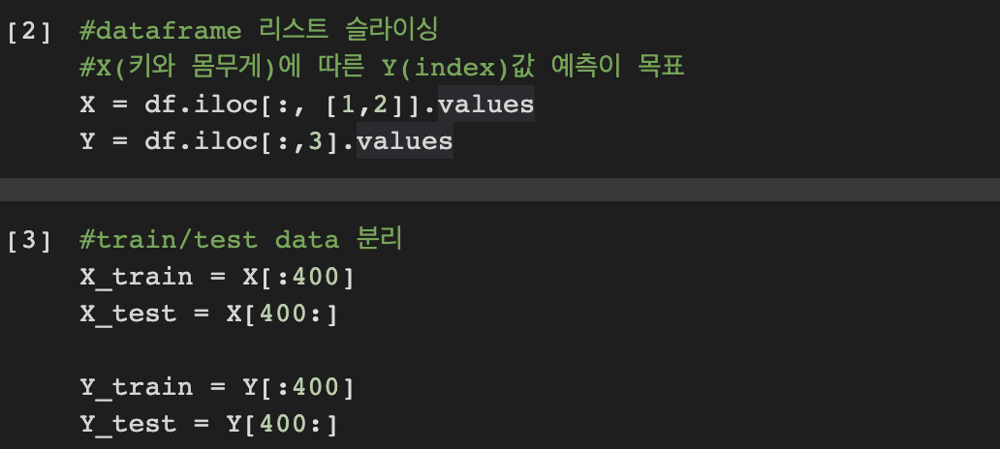 [2] #dataframe 리스트 슬라이싱
#X(키와 몸무게)에 따른 Y(index)값 예측이 목표
X = df.iloc[:, [1,2]].values
Y = df.iloc[:,3].values
[3] #train/test data 분리
X_train = X[:400]
X_test = X[400:]
Y_train = Y[:400]
Y_test = Y[400:]